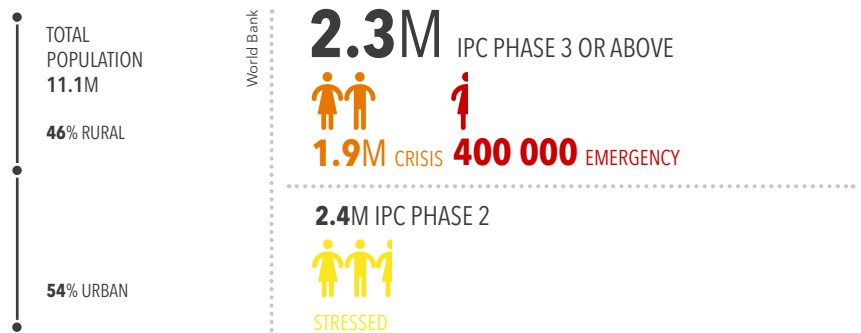 TOTAL
POPULATION
11.1M
46% RURAL
54% URBAN
World Bank
2.3M IPC PHASE 3 OR ABOVE
1.9M CRISIS 400 000 EMERGENCY
2.4M IPC PHASE 2
STRESSED